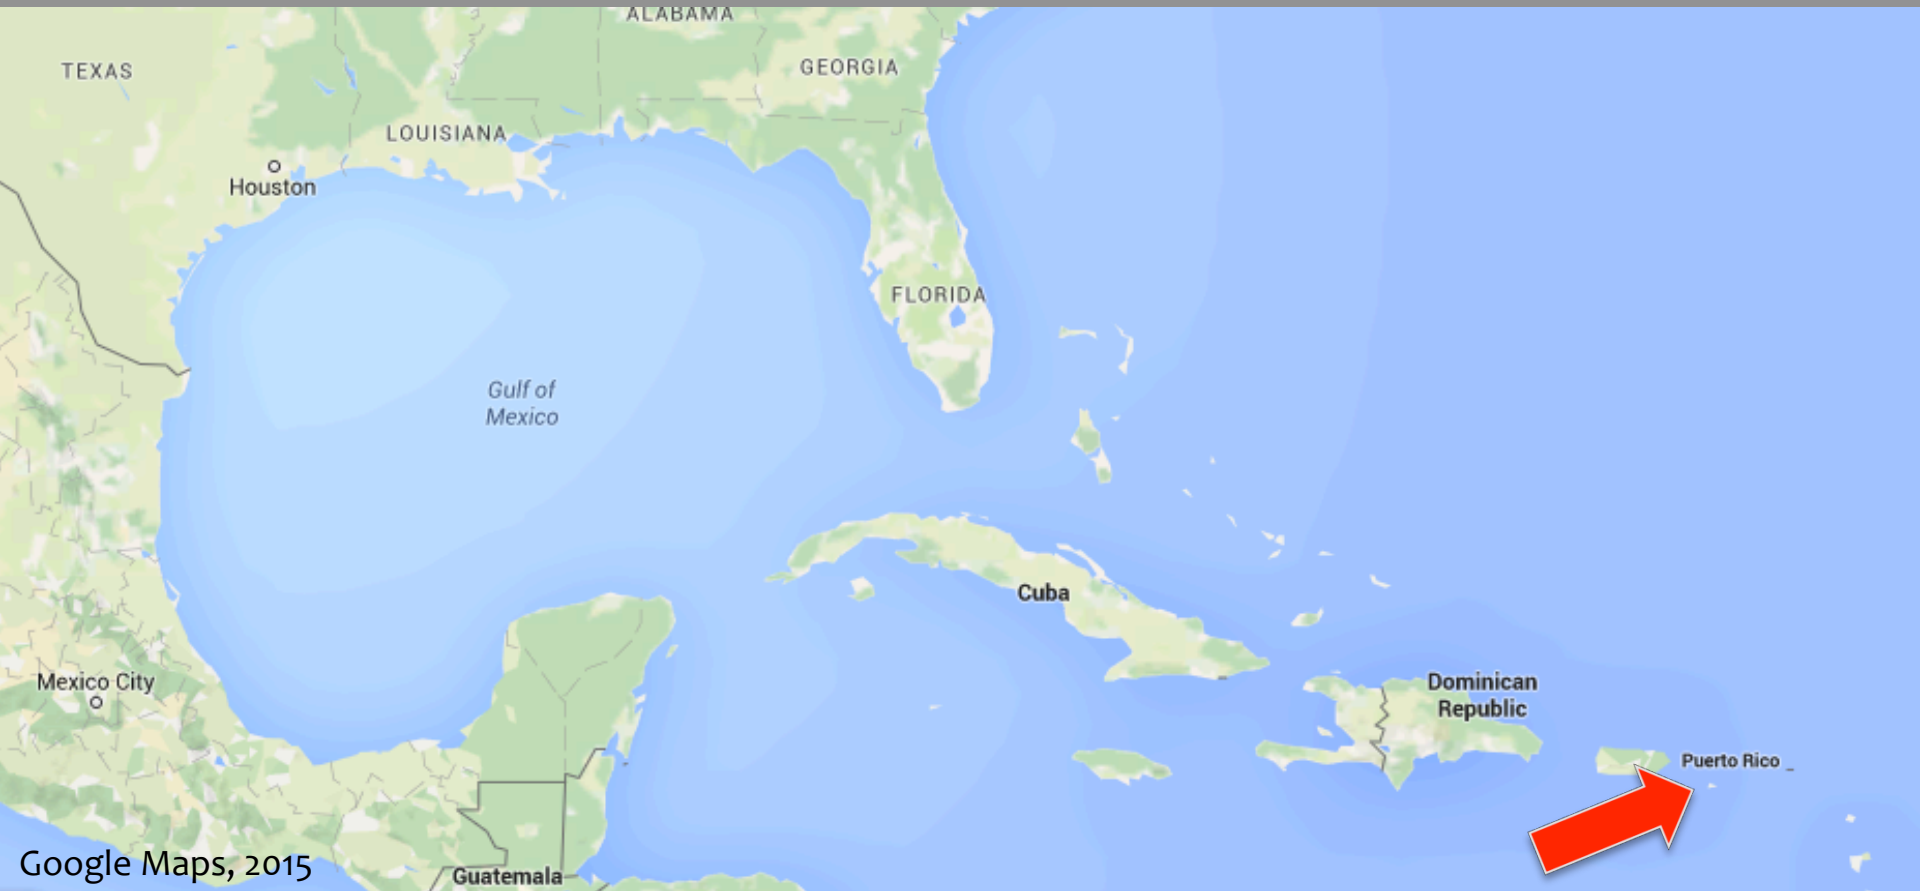 ALABAMA
TEXAS
GEORGIA
LOUISIANA
Houston
FLORIDA
Gulf of
Mexico
Cuba
Mexico City
Dominican
Republic
Puerto Rico
Google Maps, 2015
Guatemala